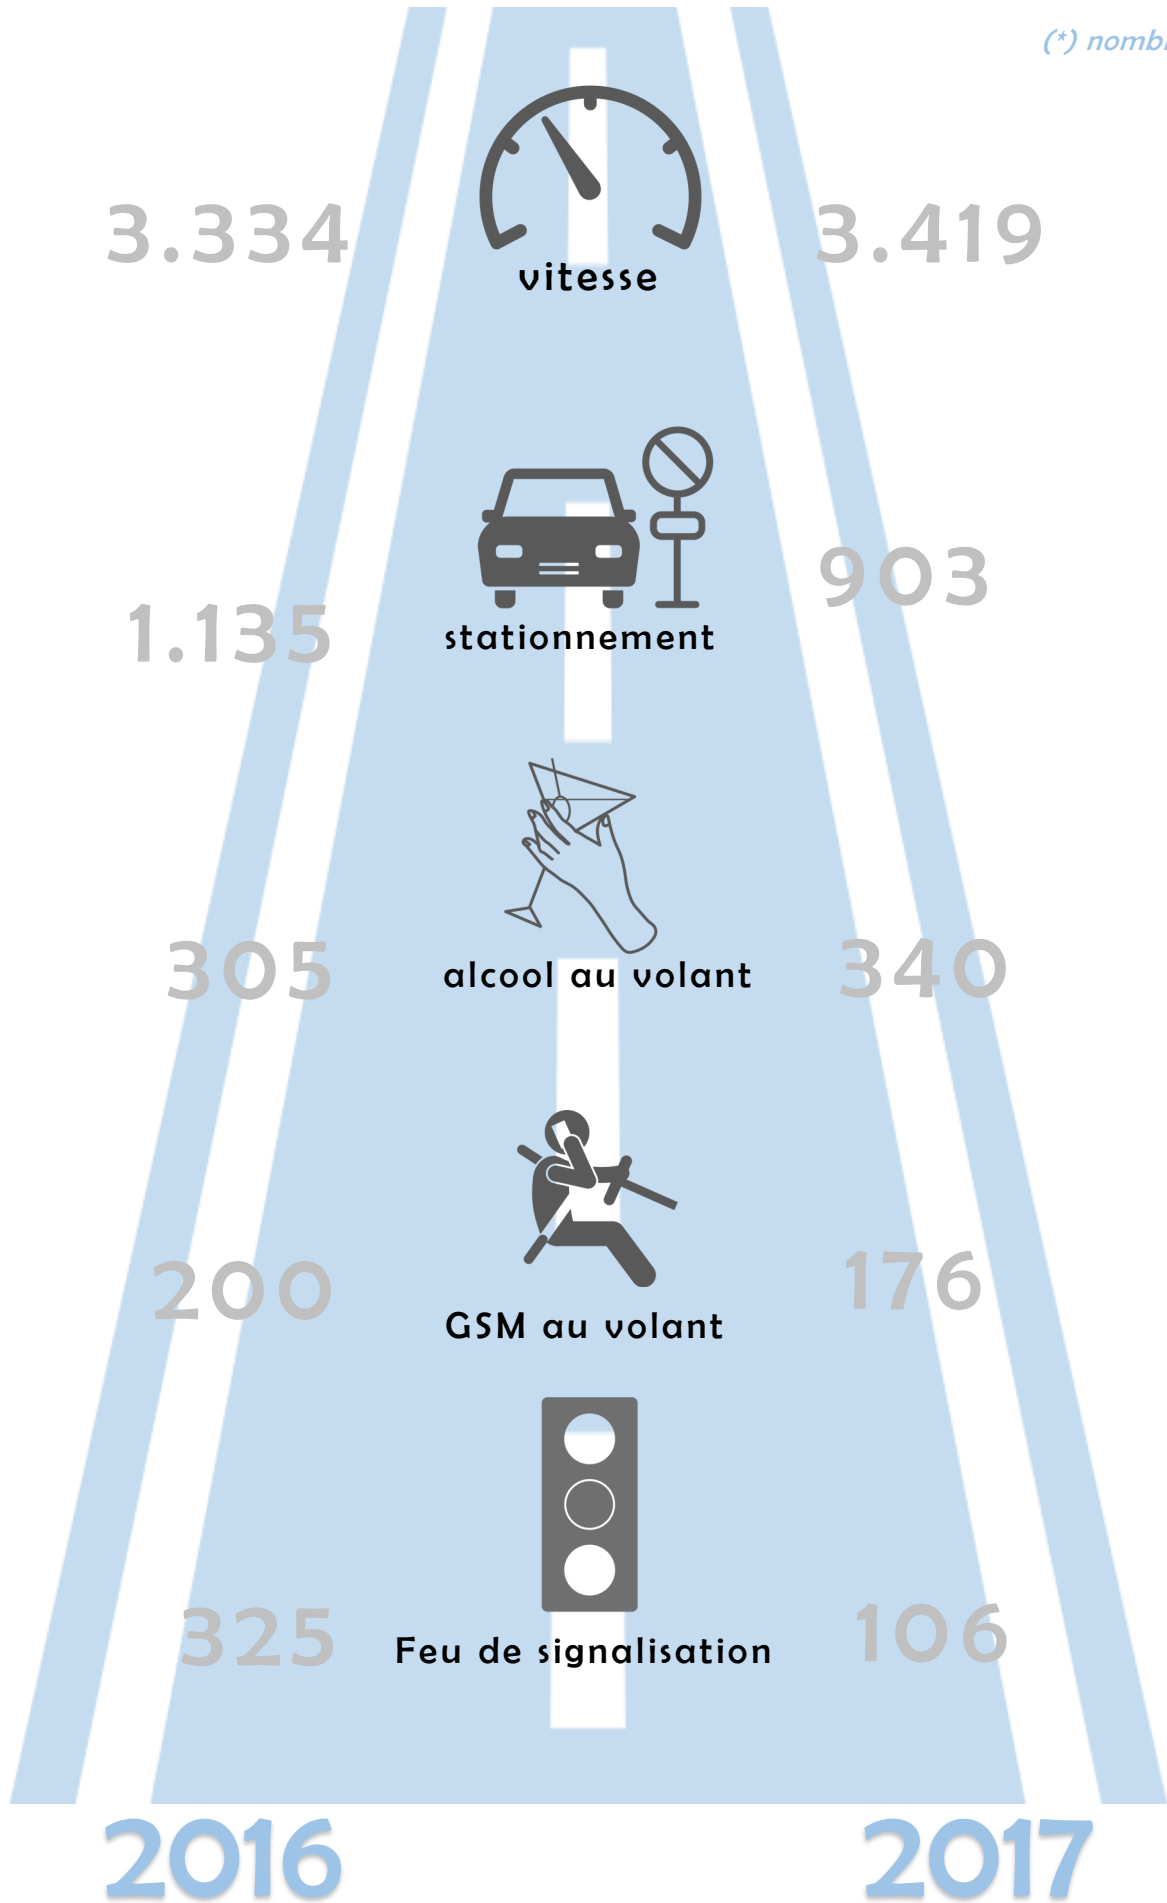 (*)
3.334
3.419
vitesse
903
1.135
stationnement
305
alcool au volant
340
200
176
GSM au volant
325
Feu de signalisation
106
2016
2017